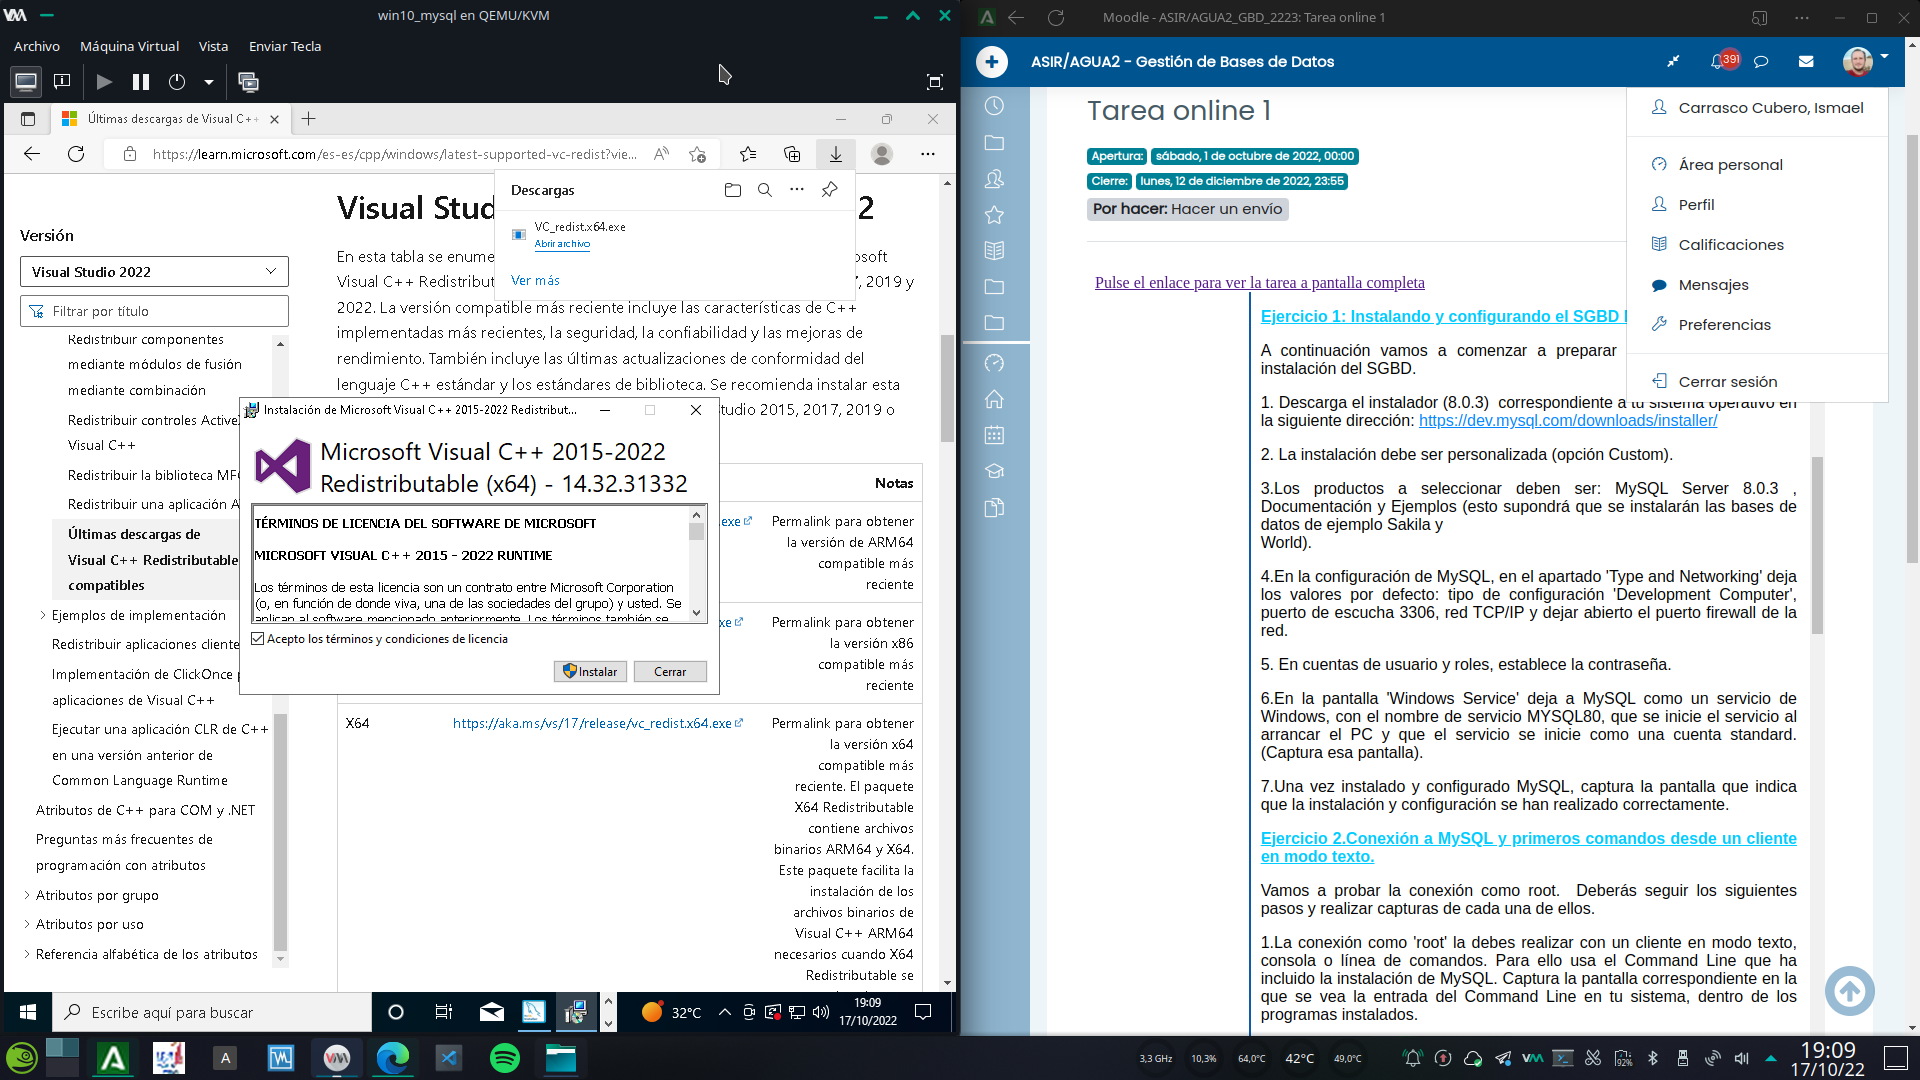 win10_mysql en QEMU/KVM
Archivo
Máquina Virtual
Vista
Enviar Tecla
Últimas descargas de Visual C++
https://learn.microsoft.com/es-es/cpp/windows/latest-supported-vc-redist?vie...
Versión
Visual Studio 2022
Filtrar por título
Redistribuir componentes
mediante módulos de fusión
mediante combinación
Redistribuir controles Active
Visual C++
Redistribuir la biblioteca MFC
Redistribuir una aplicación A
Últimas descargas de
Visual C++ Redistributable
compatibles
Ejemplos de implementación
Redistribuir aplicaciones cliente
Implementación de ClickOnce p
aplicaciones de Visual C++
Ejecutar una aplicación CLR de C++
en una versión anterior de
Common Language Runtime
Atributos de C++ para COM y .NET
Preguntas más frecuentes de
programación con atributos
Atributos por grupo
Atributos por uso
Referencia alfabética de los atributos
Visual Stud
2
En esta tabla se enume
osoft
Visual C++ Redistribut
7, 2019 y
2022. La versión compatible más reciente incluye las características de C++
implementadas más recientes, la seguridad, la confiabilidad y las mejoras de
rendimiento. También incluye las últimas actualizaciones de conformidad del
lenguaje C++ estándar y los estándares de biblioteca. Se recomienda instalar esta
tudio 2015, 2017, 2019 o
Descargas
VC_redist.x64.exe
Abrir archivo
Ver más
Instalación de Microsoft Visual C++ 2015-2022 Redistribut...
Microsoft Visual C++ 2015-2022
Redistributable (x64) - 14.32.31332
TÉRMINOS DE LICENCIA DEL SOFTWARE DE MICROSOFT
MICROSOFT VISUAL C++ 2015 - 2022 RUNTIME
Los términos de esta licencia son un contrato entre Microsoft Corporation
(o, en función de donde viva, una de las sociedades del grupo) y usted. Se
aplican al software mencionado anteriormente. Los términos también se
Acepto los términos y condiciones de licencia
Instalar
Cerrar
Notas
.exe
Permalink para obtener
la versión de ARM64
compatible más
reciente
xe
Permalink para obtener
la versión x86
compatible más
reciente
X64
https://aka.ms/vs/17/release/vc_redist.x64.exe
Permalink para obtener
la versión x64
compatible más
reciente. El paquete
X64 Redistributable
contiene archivos
binarios ARM64 y X64.
Este paquete facilita la
instalación de los
archivos binarios de
Visual C++ ARM64
necesarios cuando X64
Redistributable se
Escribe aquí para buscar
32°C
19:09
17/10/2022
Moodle - ASIR/AGUA2_GBD_2223: Tarea online 1
ASIR/AGUA2 - Gestión de Bases de Datos
391
Tarea online 1
Apertura: sábado, 1 de octubre de 2022, 00:00
Cierre: lunes, 12 de diciembre de 2022, 23:55
Por hacer: Hacer un envío
Carrasco Cubero, Ismael
Área personal
Perfil
Calificaciones
Mensajes
Preferencias
Cerrar sesión
Pulse el enlace para ver la tarea a pantalla completa
Ejercicio 1: Instalando y configurando el SGBD
A continuación vamos a comenzar a preparar
instalación del SGBD.
1. Descarga el instalador (8.0.3) correspondiente a tu sistema operativo en
la siguiente dirección: https://dev.mysql.com/downloads/installer/
2. La instalación debe ser personalizada (opción Custom).
3.Los productos a seleccionar deben ser: MySQL Server 8.0.3 ,
Documentación y Ejemplos (esto supondrá que se instalarán las bases de
datos de ejemplo Sakila y
World).
4.En la configuración de MySQL, en el apartado 'Type and Networking' deja
los valores por defecto: tipo de configuración 'Development Computer',
puerto de escucha 3306, red TCP/IP y dejar abierto el puerto firewall de la
red.
5. En cuentas de usuario y roles, establece la contraseña.
6.En la pantalla 'Windows Service' deja a MySQL como un servicio de
Windows, con el nombre de servicio MYSQL80, que se inicie el servicio al
arrancar el PC y que el servicio se inicie como una cuenta standard.
(Captura esa pantalla).
7.Una vez instalado y configurado MySQL, captura la pantalla que indica
que la instalación y configuración se han realizado correctamente.
Ejercicio 2.Conexión a MySQL y primeros comandos desde un cliente
en modo texto.
Vamos a probar la conexión como root. Deberás seguir los siguientes
pasos y realizar capturas de cada una de ellos.
1.La conexión como 'root' la debes realizar con un cliente en modo texto,
consola o línea de comandos. Para ello usa el Command Line que ha
incluido la instalación de MySQL. Captura la pantalla correspondiente en la
que se vea la entrada del Command Line en tu sistema, dentro de los
programas instalados.
3,3 GHz
10,3%
64,0°C
42°C
49,0°C
92%
19:09
17/10/22